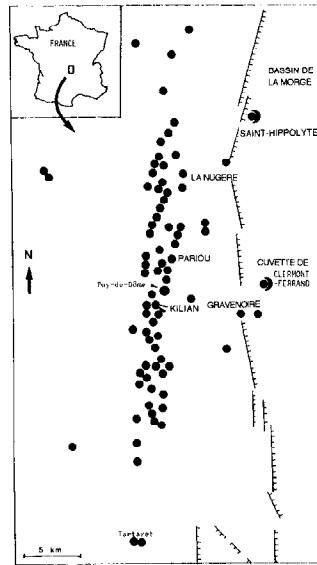 FRANCE
BASSIN DE
LA MORGE
SAINT-HIPPOLYTE
LA NUGERE
N
PARIOU
Puy-de-Dôme
CUVETTE DE
CLERMONT
-FERRAND
KILIAN
GRAVENOIRE
Tartaret
5 km